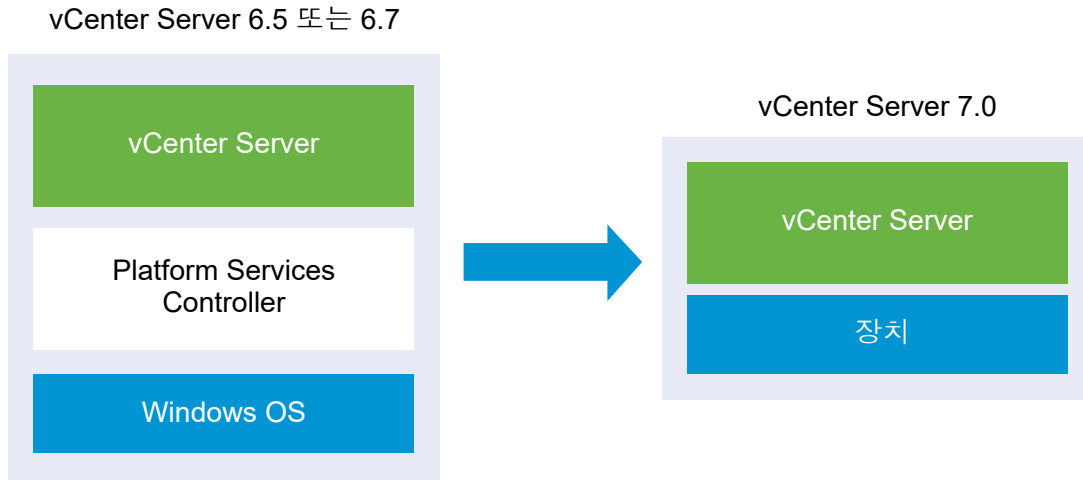 vCenter Server 6.5 또는 6.7
vCenter Server
Platform Services
Controller
Windows OS
vCenter Server 7.0
vCenter Server
장치